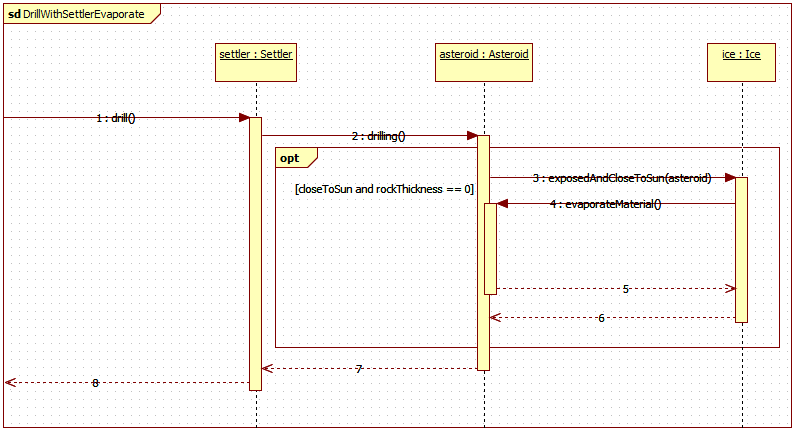 sd DrillWithSettlerEvaporate
settler : Settler
asteroid : Asteroid
ice : Ice
1 : drill()
2 : drilling()
opt
3 : exposedAndCloseToSun(asteroid)
[closeToSun and rockThickness == 0]
4 : evaporateMaterial()
5
6
7
8